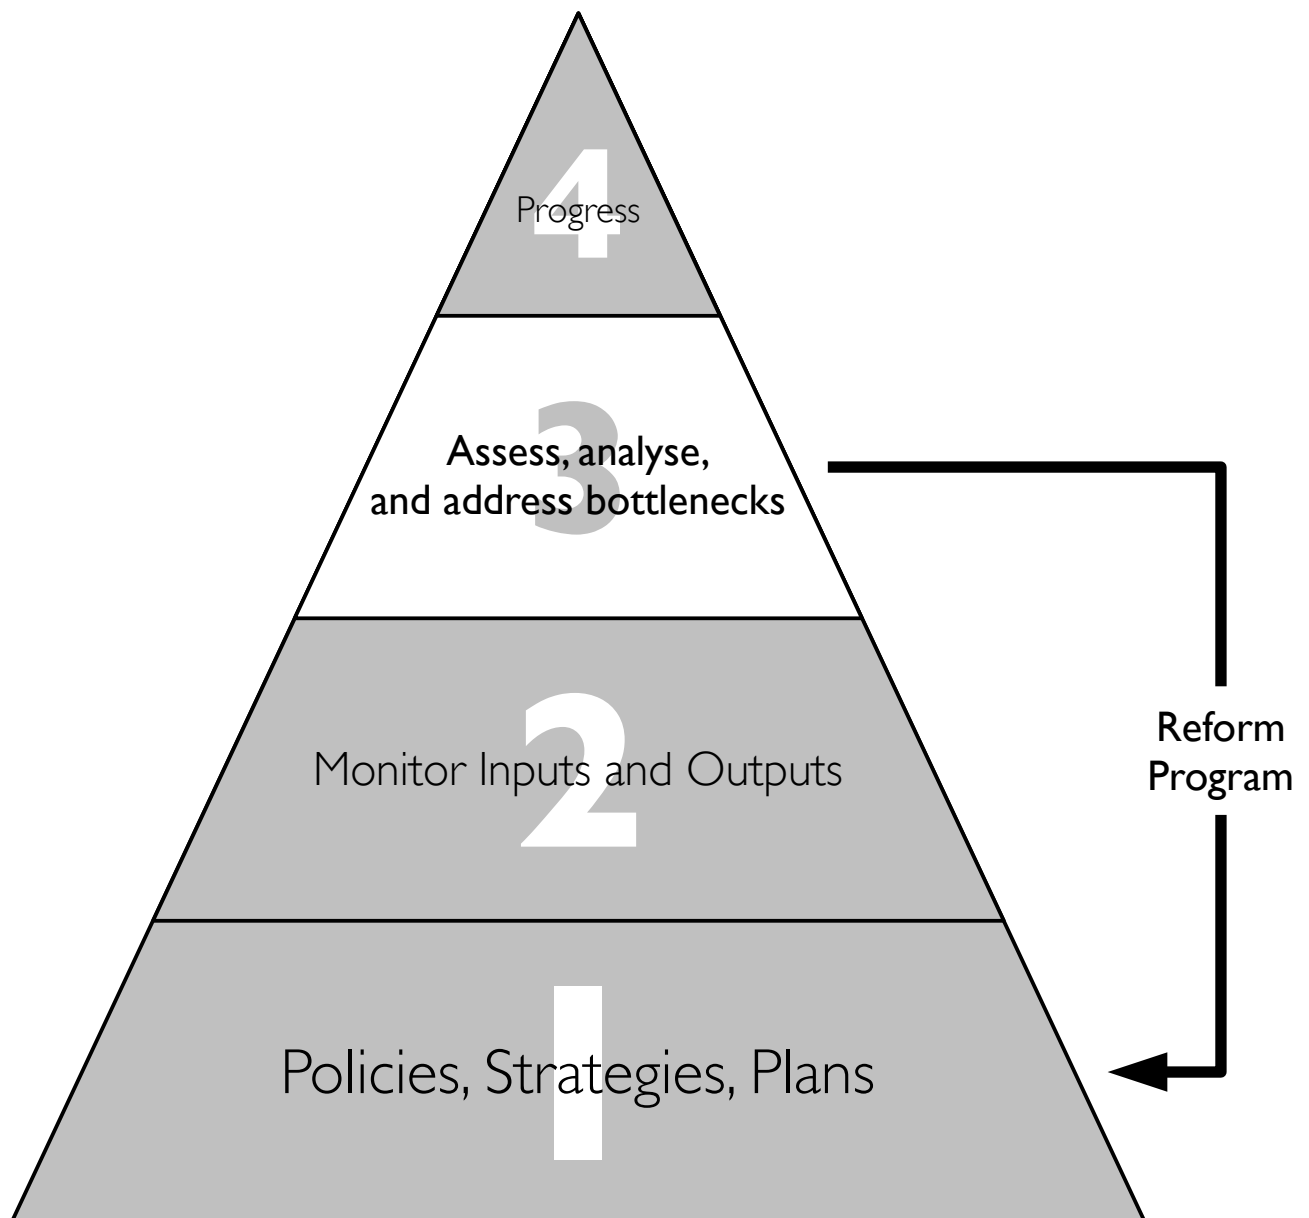 4
Progress
3
Assess, analyse,
and address bottlenecks
Reform
Program
2
Monitor Inputs and Outputs
1
Policies, Strategies, Plans